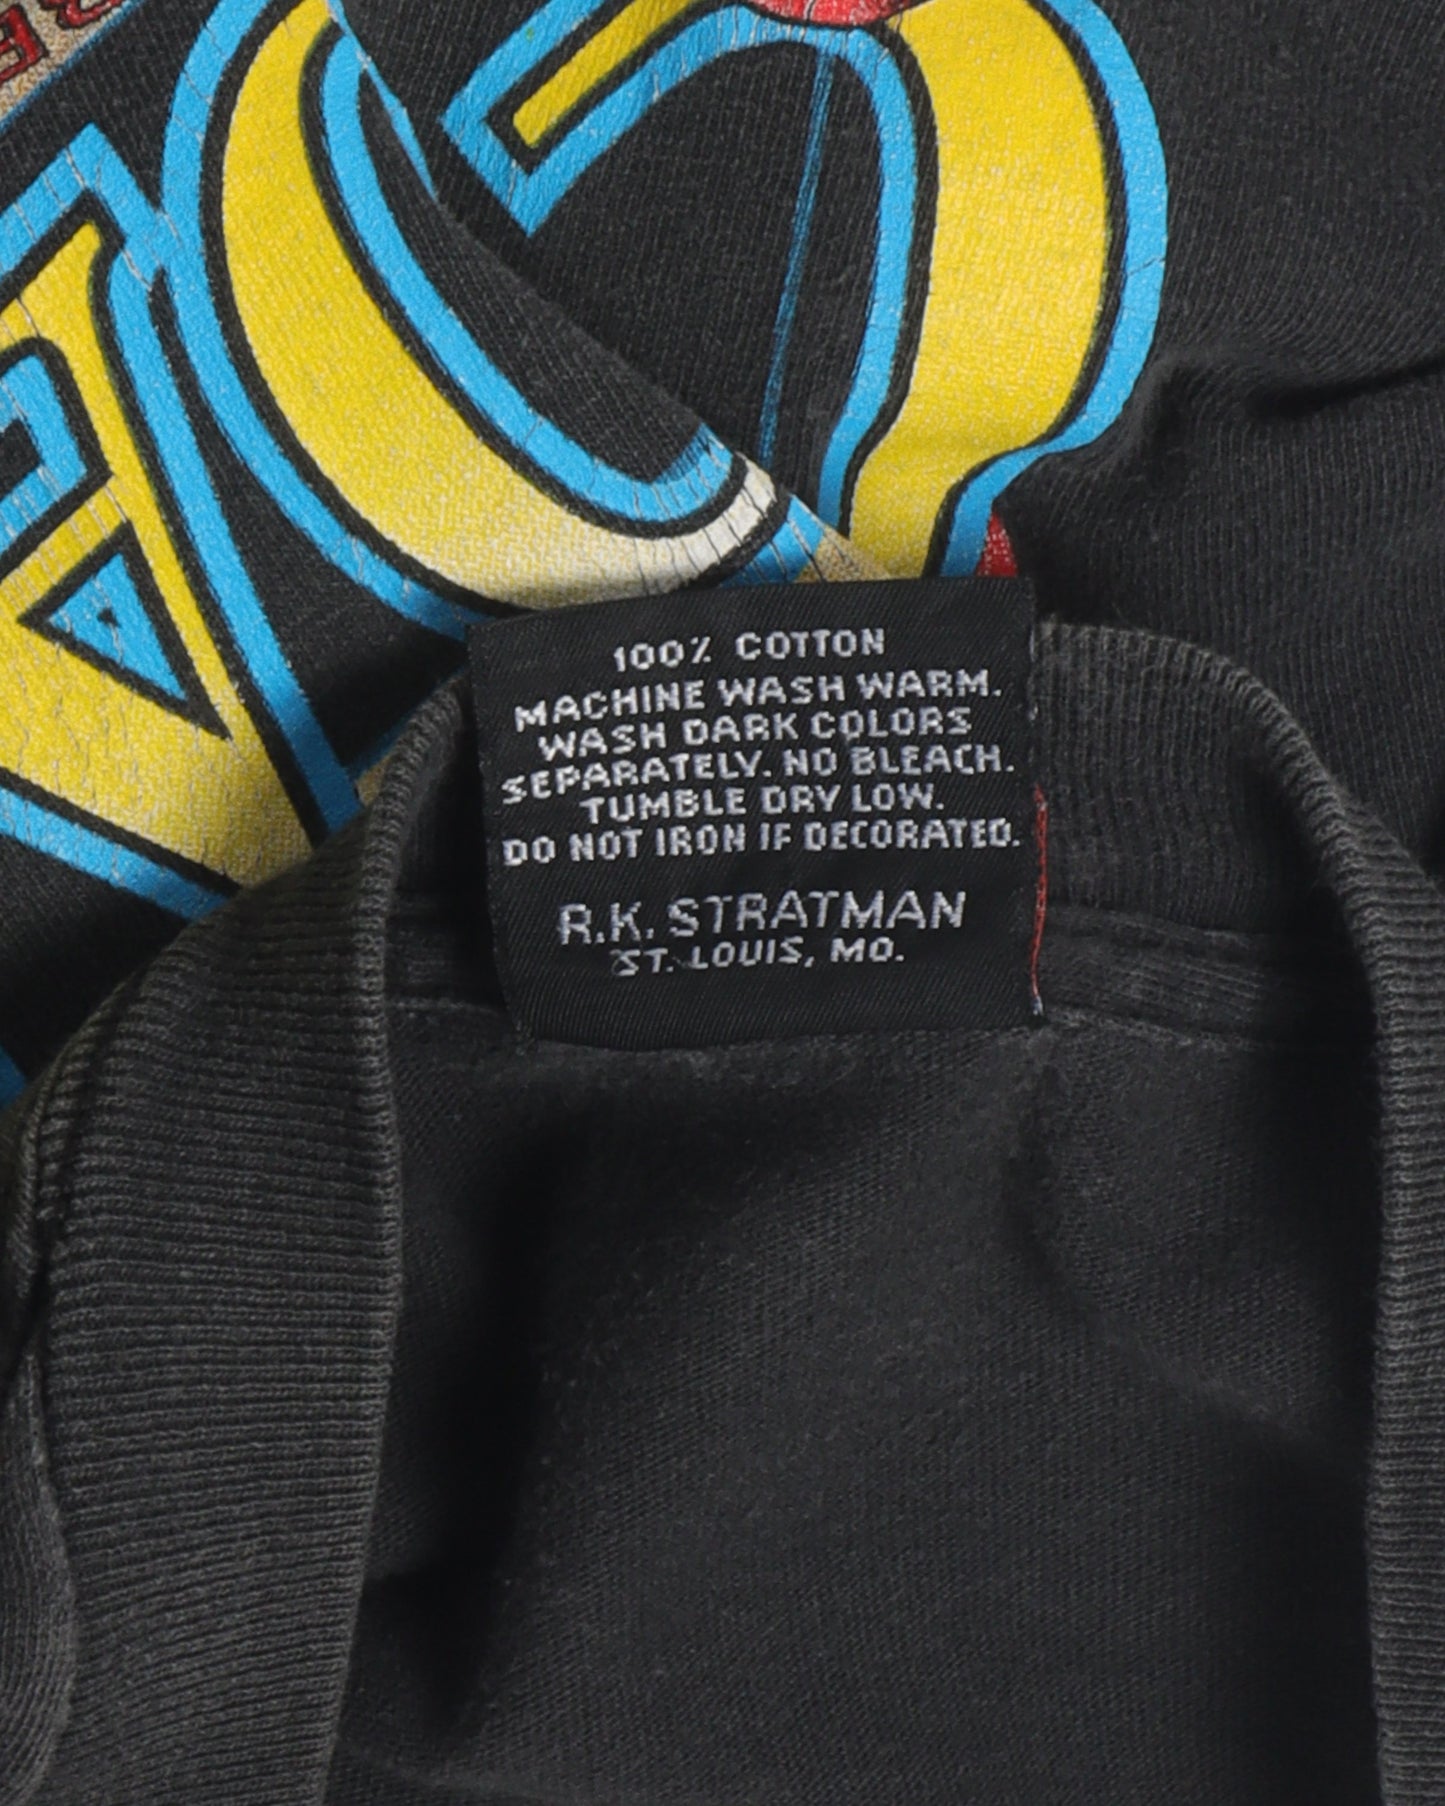 100% COTTON
MACHINE WASH WARM.
WASH DARK COLORS
SEPARATELY. NO BLEACH.
TUMBLE DRY LOW.
DO NOT IRON IF DECORATED.
R.K. STRATMAN
ST. LOUIS, MO.